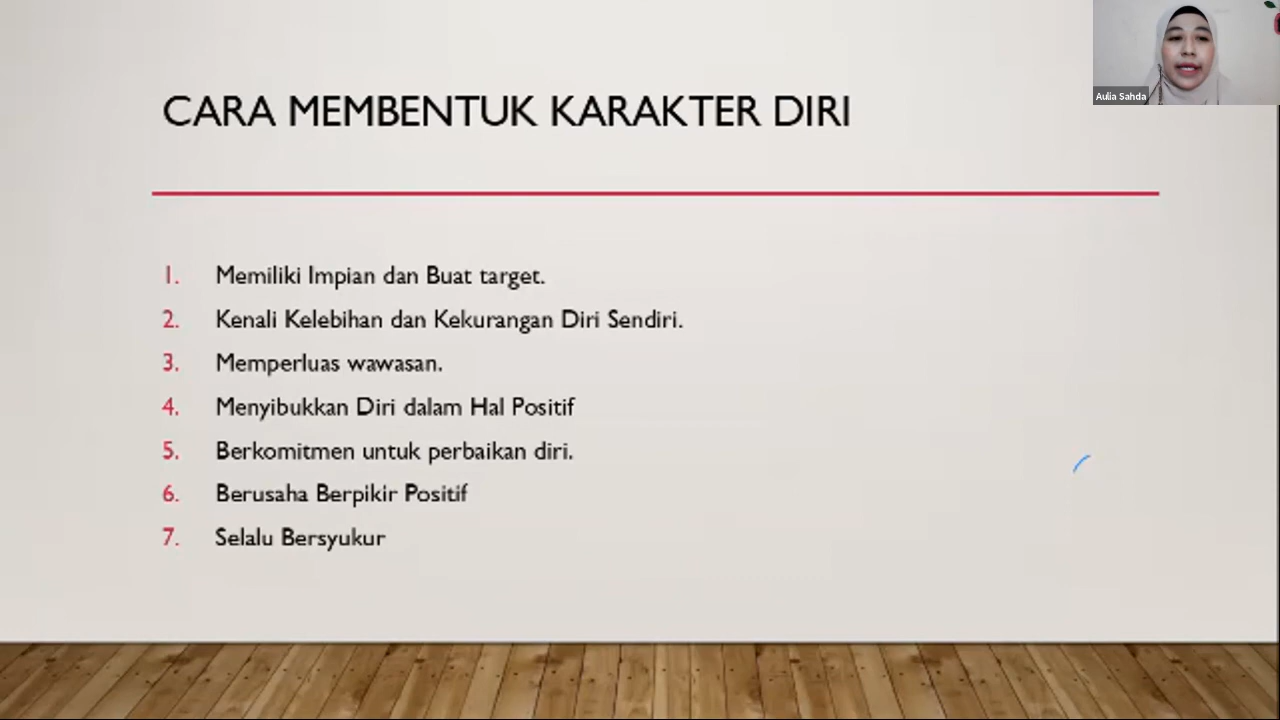 CARA MEMBENTUK KARAKTER DIRI
Aulia Sahda
1. Memiliki Impian dan Buat target.
2. Kenali Kelebihan dan Kekurangan Diri Sendiri.
3. Memperluas wawasan.
4. Menyibukkan Diri dalam Hal Positif
5. Berkomitmen untuk perbaikan diri.
6. Berusaha Berpikir Positif
7. Selalu Bersyukur